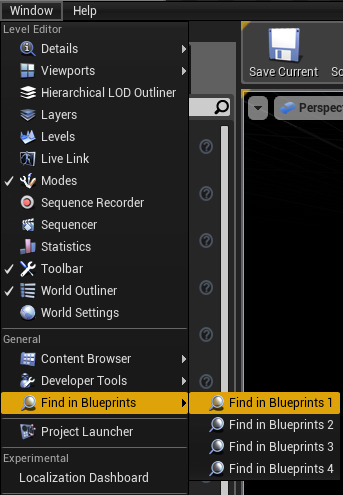 Window Help
Level Editor
Details
Viewports
Hierarchical LOD Outliner
Layers
Levels
Live Link
Modes
Sequence Recorder
Sequencer
Statistics
Toolbar
World Outliner
World Settings
General
Content Browser
Developer Tools
Find in Blueprints
Project Launcher
Experimental
Localization Dashboard
Find in Blueprints 1
Find in Blueprints 2
Find in Blueprints 3
Find in Blueprints 4
Save Current
Perspect